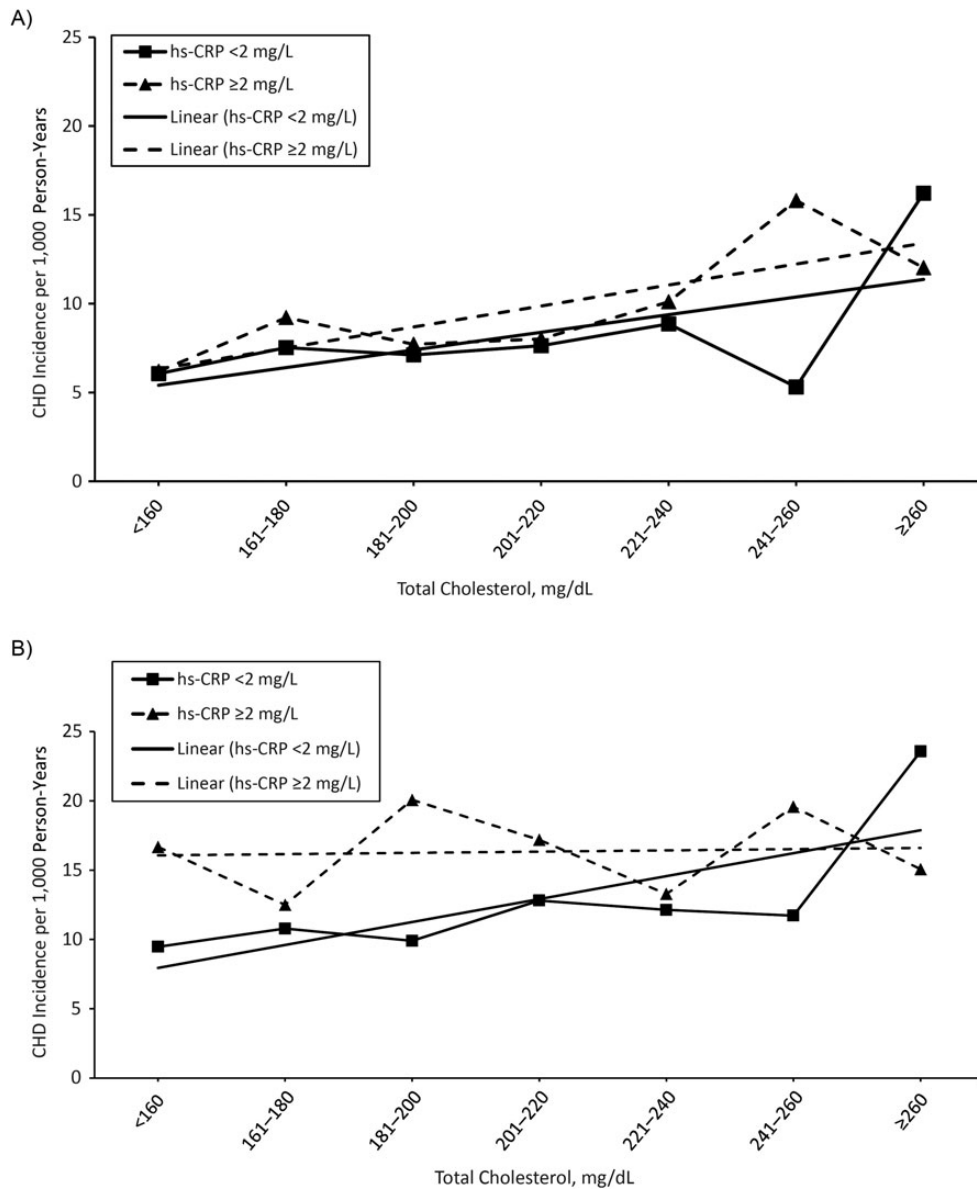 A)
25
20
15
10
5
0
CHD Incidence per 1,000 Person-Years
hs-CRP <2 mg/L
hs-CRP ≥2 mg/L
Linear (hs-CRP <2 mg/L)
Linear (hs-CRP ≥2 mg/L)
<160
161–180
181–200
201–220
221–240
241–260
≥260
Total Cholesterol, mg/dL
B)
hs-CRP <2 mg/L
hs-CRP ≥2 mg/L
Linear (hs-CRP <2 mg/L)
Linear (hs-CRP ≥2 mg/L)
25
20
15
10
5
0
CHD Incidence per 1,000 Person-Years
<160
161–180
181–200
201–220
221–240
241–260
≥260
Total Cholesterol, mg/dL